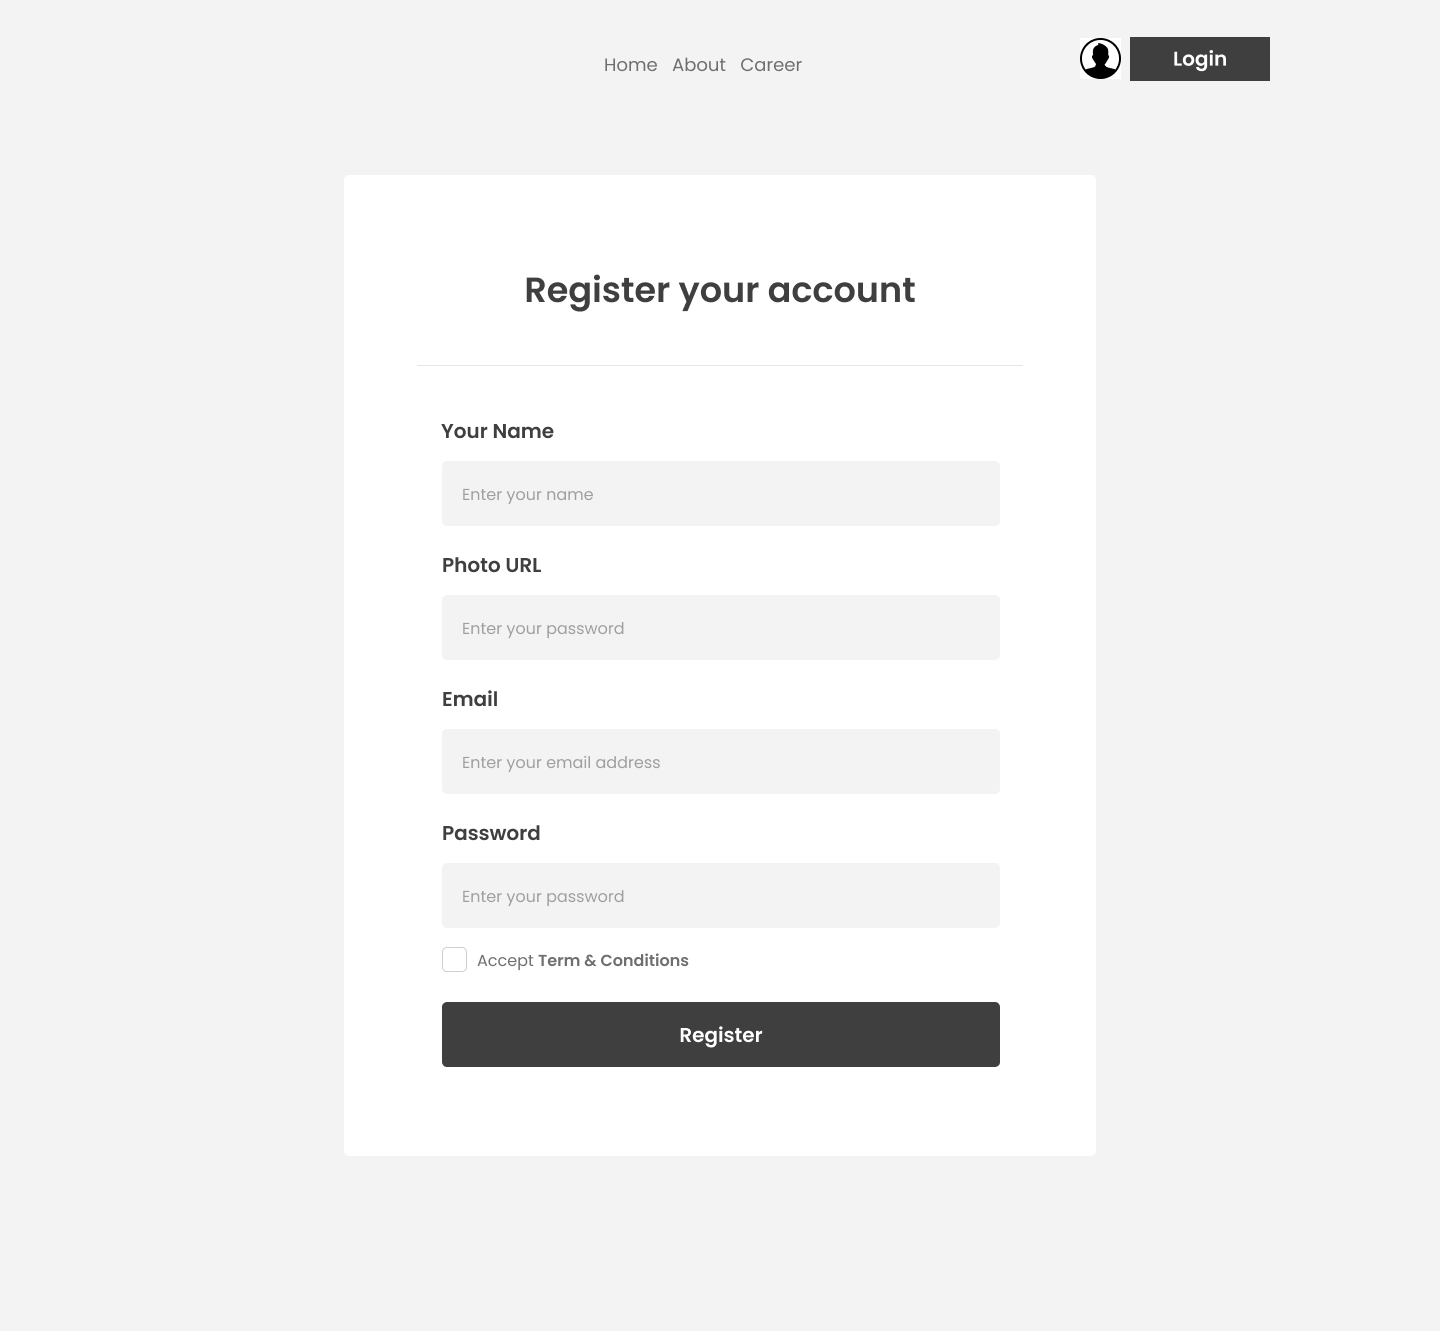 Home About Career
Login
Register your account
Your Name
Enter your name
Photo URL
Enter your password
Email
Enter your email address
Password
Enter your password
Accept Term & Conditions
Register